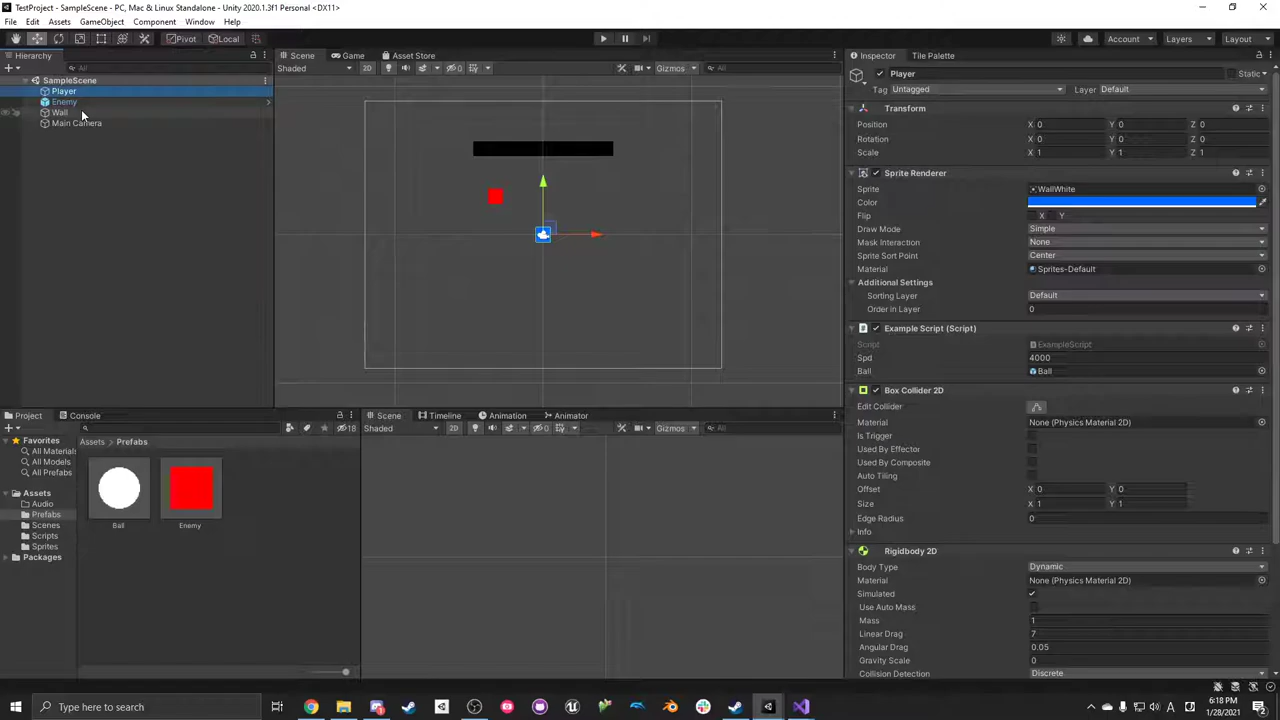 TestProject - SampleScene - PC, Mac & Linux Standalone - Unity 2020.1.3f1 Personal <DX11>
File Edit Assets GameObject Component Window Help
Pivot Local Account Layers Layout
Hierarchy
All
SampleScene
Player
Enemy
Wall
Main Camera
Scene Game Asset Store
Shaded 2D 0 Gizmos All
Inspector Tile Palette
Player Static
Tag Untagged Layer Default
Transform
Position X 0 Y 0 Z 0
Rotation X 0 Y 0 Z 0
Scale X 1 Y 1 Z 1
Sprite Renderer
Sprite WallWhite
Color
Flip X Y
Draw Mode Simple
Mask Interaction None
Sprite Sort Point Center
Material Sprites-Default
Additional Settings
Sorting Layer Default
Order in Layer 0
Example Script (Script)
Script ExampleScript
Spd 4000
Ball Ball
Box Collider 2D
Edit Collider
Material None (Physics Material 2D)
Is Trigger
Used By Effector
Used By Composite
Auto Tiling
Offset X 0 Y 0
Size X 1 Y 1
Edge Radius 0
Info
Rigidbody 2D
Body Type Dynamic
Material None (Physics Material 2D)
Simulated
Use Auto Mass
Mass 1
Linear Drag 7
Angular Drag 0.05
Gravity Scale 0
Collision Detection Discrete
Project Console
18
Favorites
All Materials
All Models
All Prefabs
Assets
Audio
Prefabs
Scenes
Scripts
Sprites
Packages
Assets > Prefabs
Ball Enemy
Scene Timeline Animation Animator
Shaded 2D 0 Gizmos All
Type here to search
6:18 PM
1/28/2021